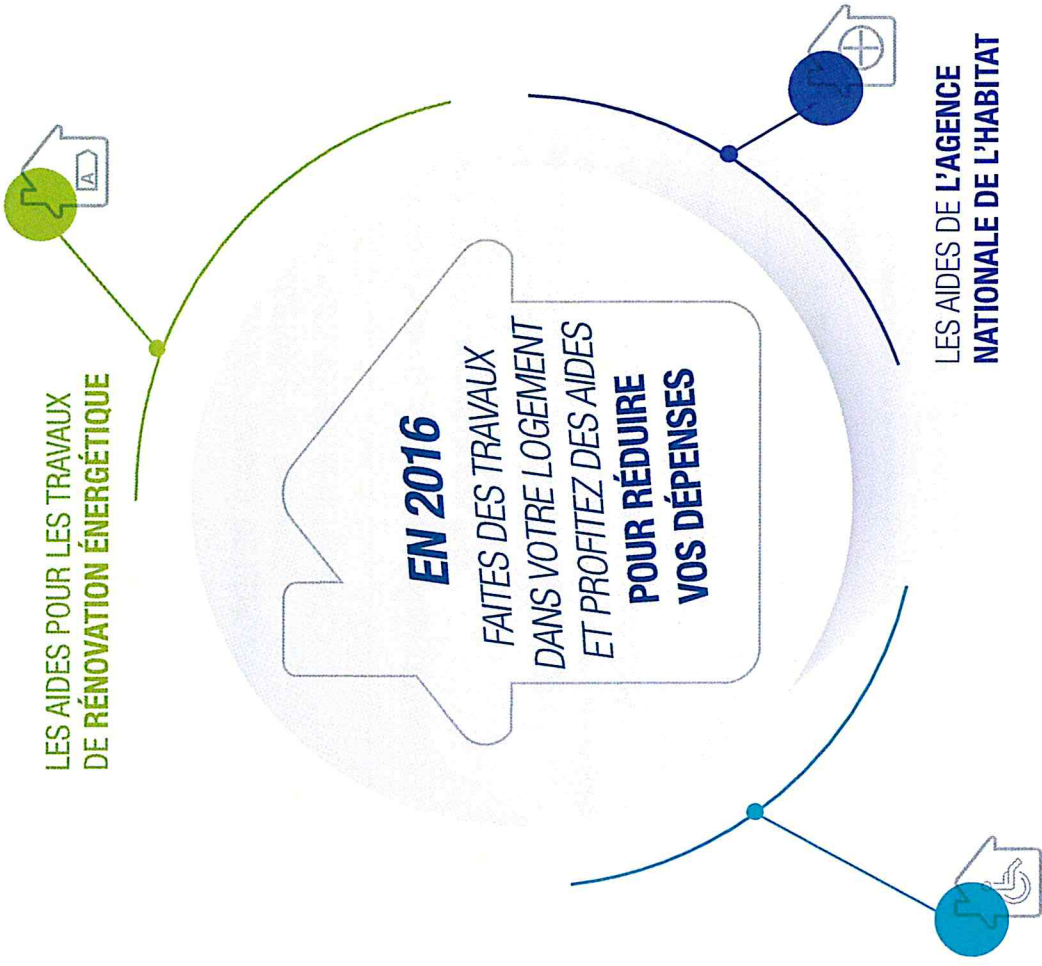 LES AIDES POUR LES TRAVAUX
DE RÉNOVATION ÉNERGÉTIQUE
A
EN 2016
FAITES DES TRAVAUX
DANS VOTRE LOGEMENT
ET PROFITEZ DES AIDES
POUR RÉDUIRE
VOS DÉPENSES
LES AIDES DE L'AGENCE
NATIONALE DE L'HABITAT